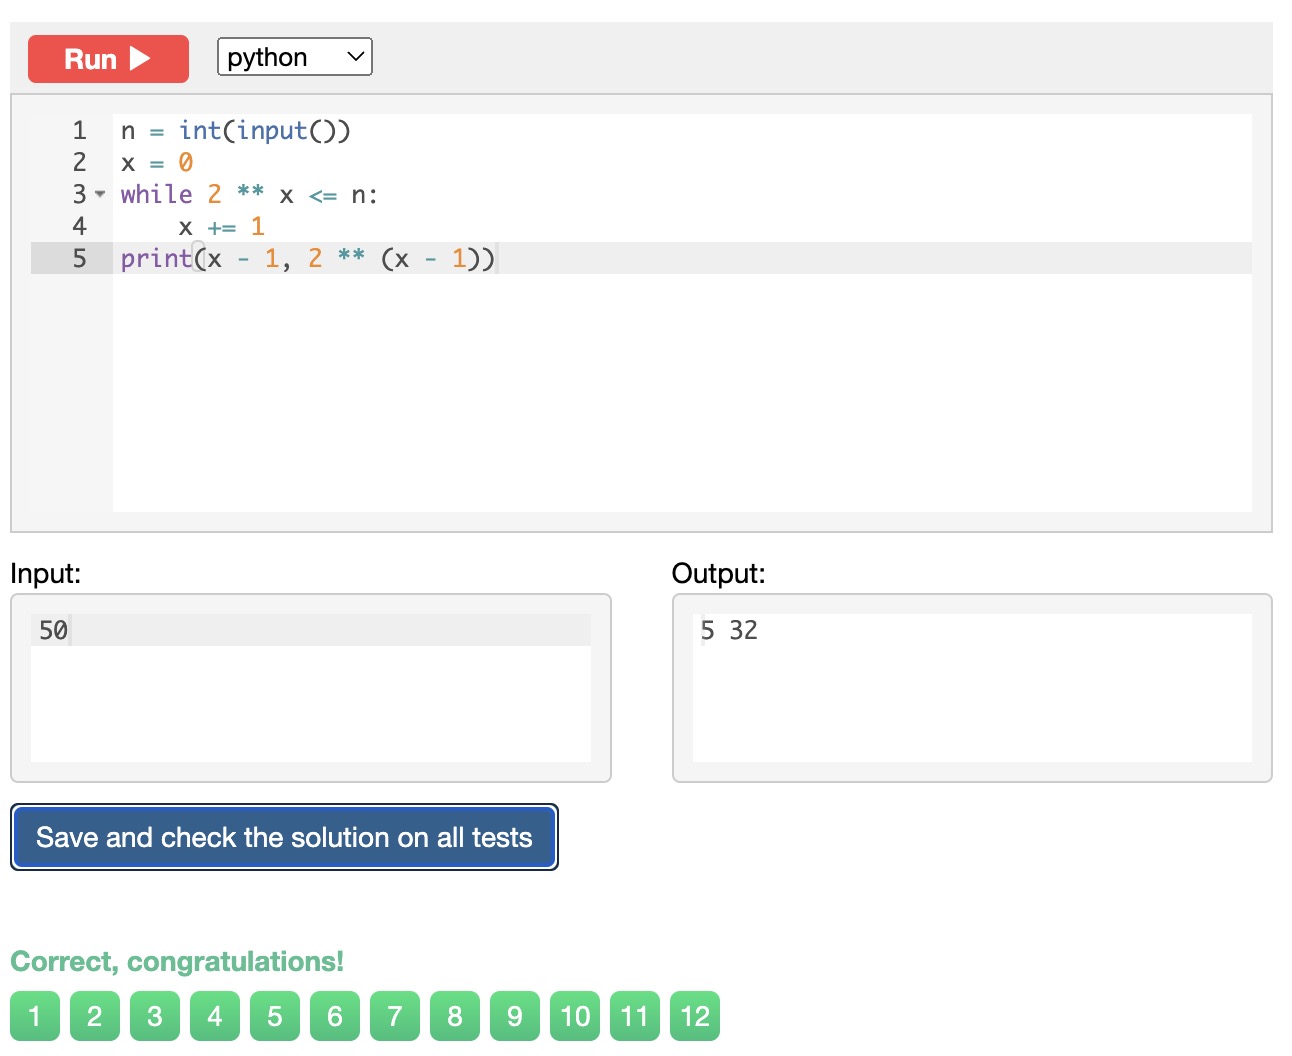 Run
python
1 n = int(input())
2 x = 0
3 while 2 ** x <= n:
4     x += 1
5 print(x - 1, 2 ** (x - 1))
Input:
50
Output:
5 32
Save and check the solution on all tests
Correct, congratulations!
1 2 3 4 5 6 7 8 9 10 11 12